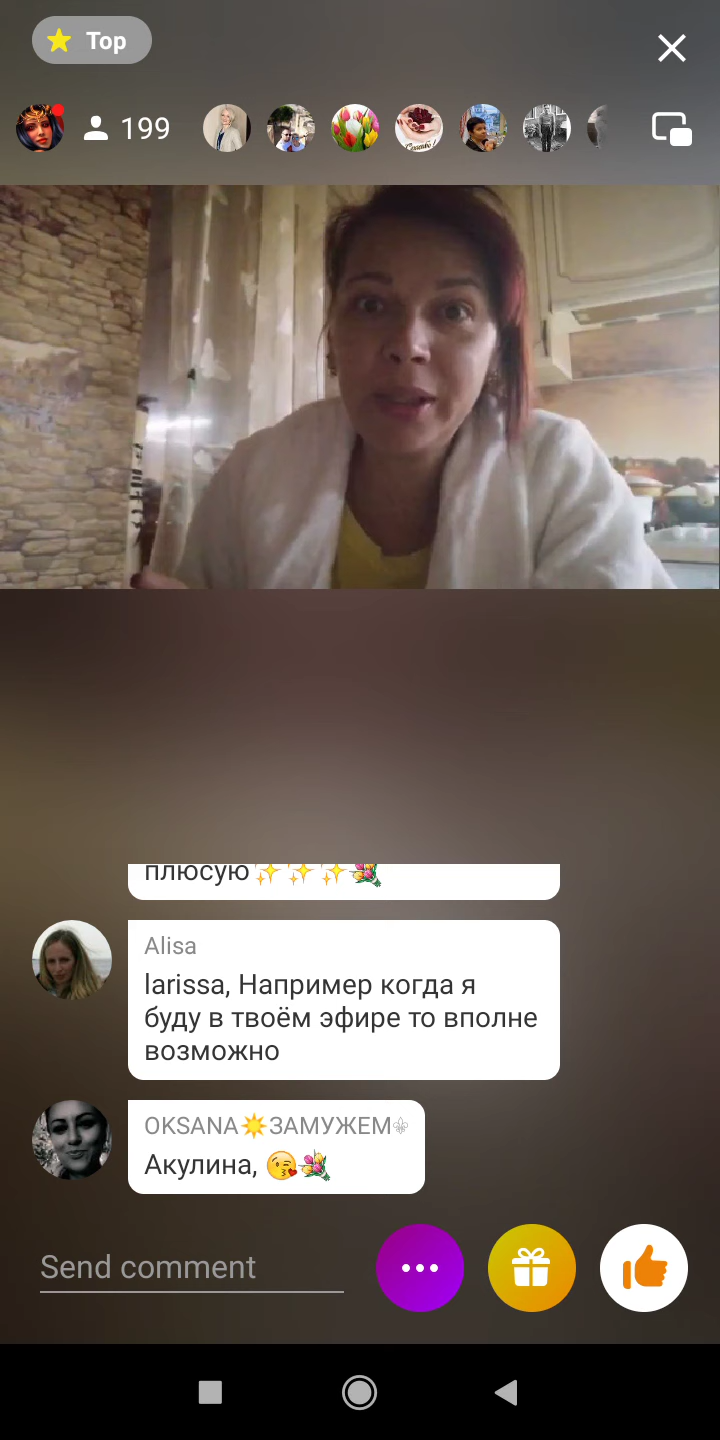 Top
199
плюсую✨✨✨💐
Alisa
larissa, Например когда я
буду в твоём эфире то вполне
возможно
OKSANA☀️ЗАМУЖЕМ⚜
Акулина, 😘💐
Send comment